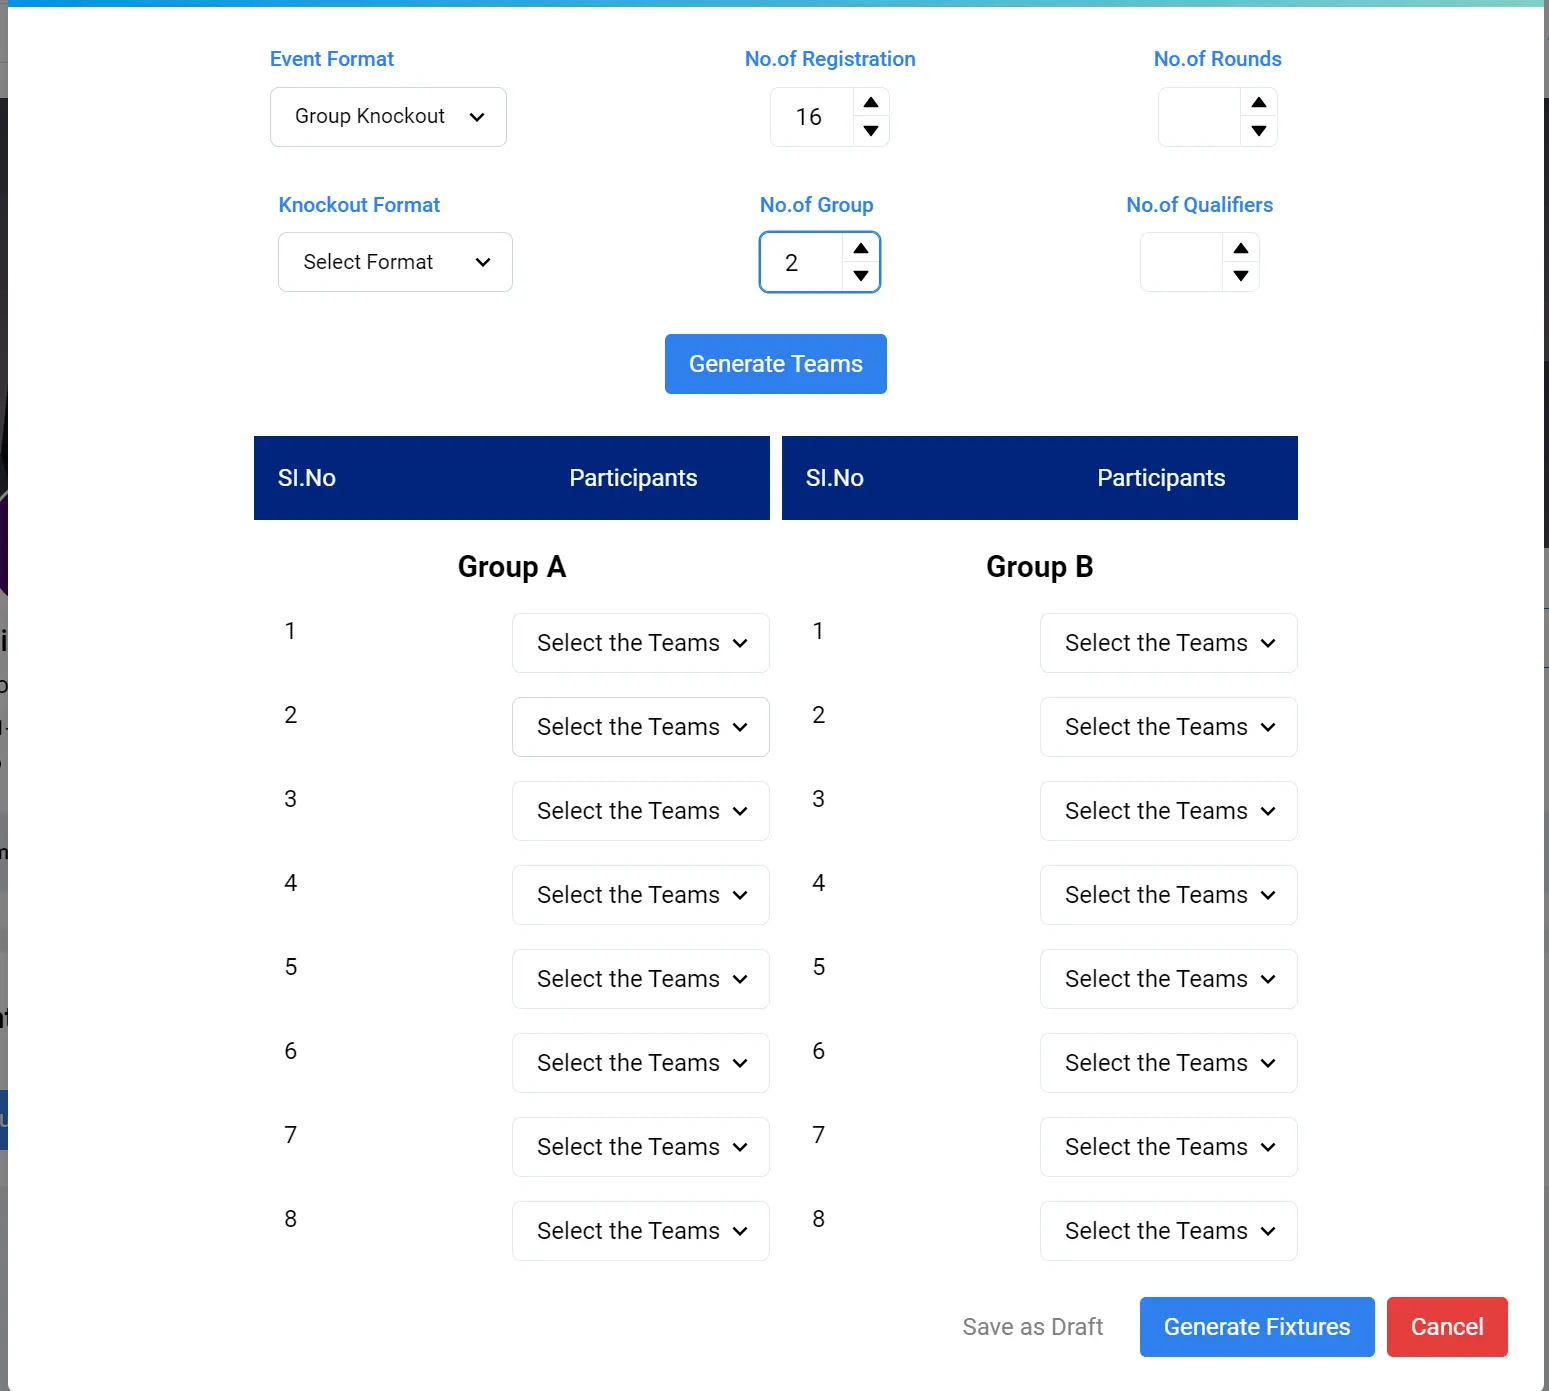 Event Format No.of Registration No.of Rounds
Group Knockout 16
Knockout Format No.of Group No.of Qualifiers
Select Format 2
Generate Teams
Sl.No Participants Sl.No Participants
Group A Group B
1 Select the Teams 1 Select the Teams
2 Select the Teams 2 Select the Teams
3 Select the Teams 3 Select the Teams
4 Select the Teams 4 Select the Teams
5 Select the Teams 5 Select the Teams
6 Select the Teams 6 Select the Teams
7 Select the Teams 7 Select the Teams
8 Select the Teams 8 Select the Teams
Save as Draft Generate Fixtures Cancel